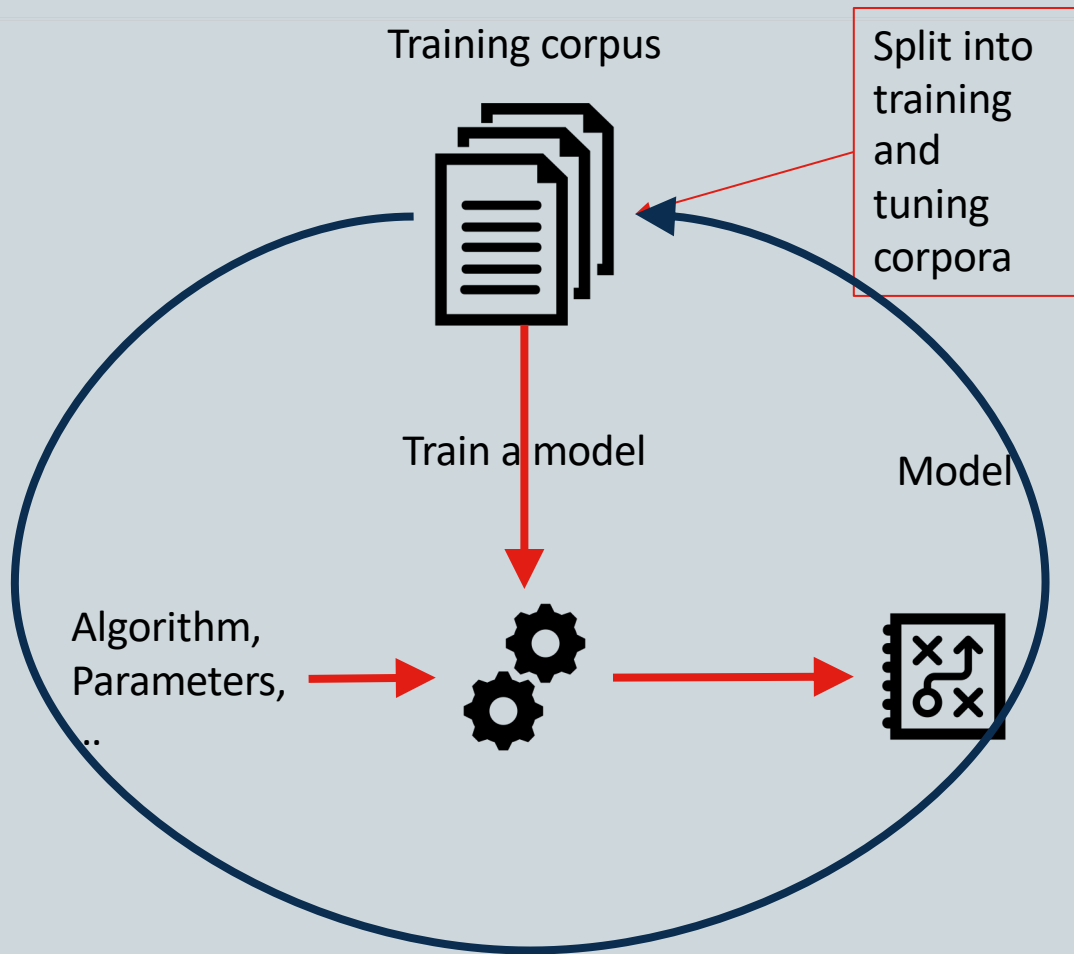 Training corpus
Split into
training
and
tuning
corpora
Train a model
Model
Algorithm,
Parameters,
..